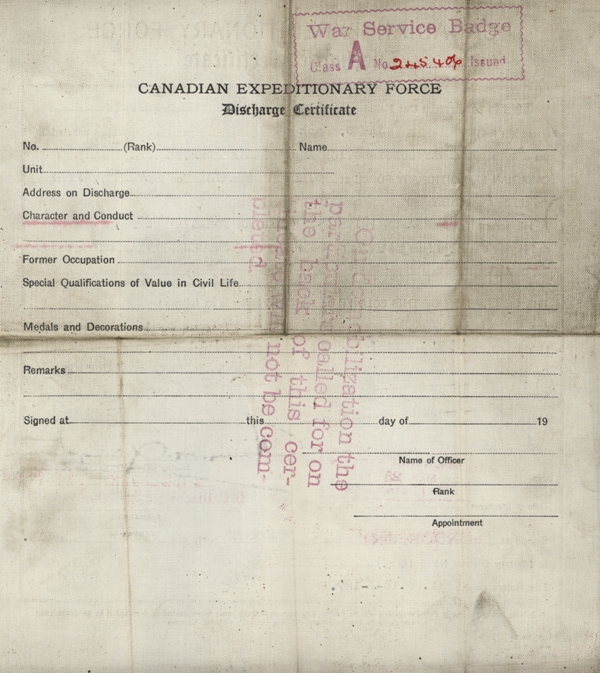 War Service Badge
Class A No. 245406 Issued
CANADIAN EXPEDITIONARY FORCE
Discharge Certificate
No. (Rank) Name
Unit
Address on Discharge
Character and Conduct
Former Occupation
Special Qualifications of Value in Civil Life
Medals and Decorations
Remarks
Signed at this day of 19
Name of Officer
Rank
Appointment
On demobilization the
particulars called for on
the back of this cer-
tificate will not be com-
pleted